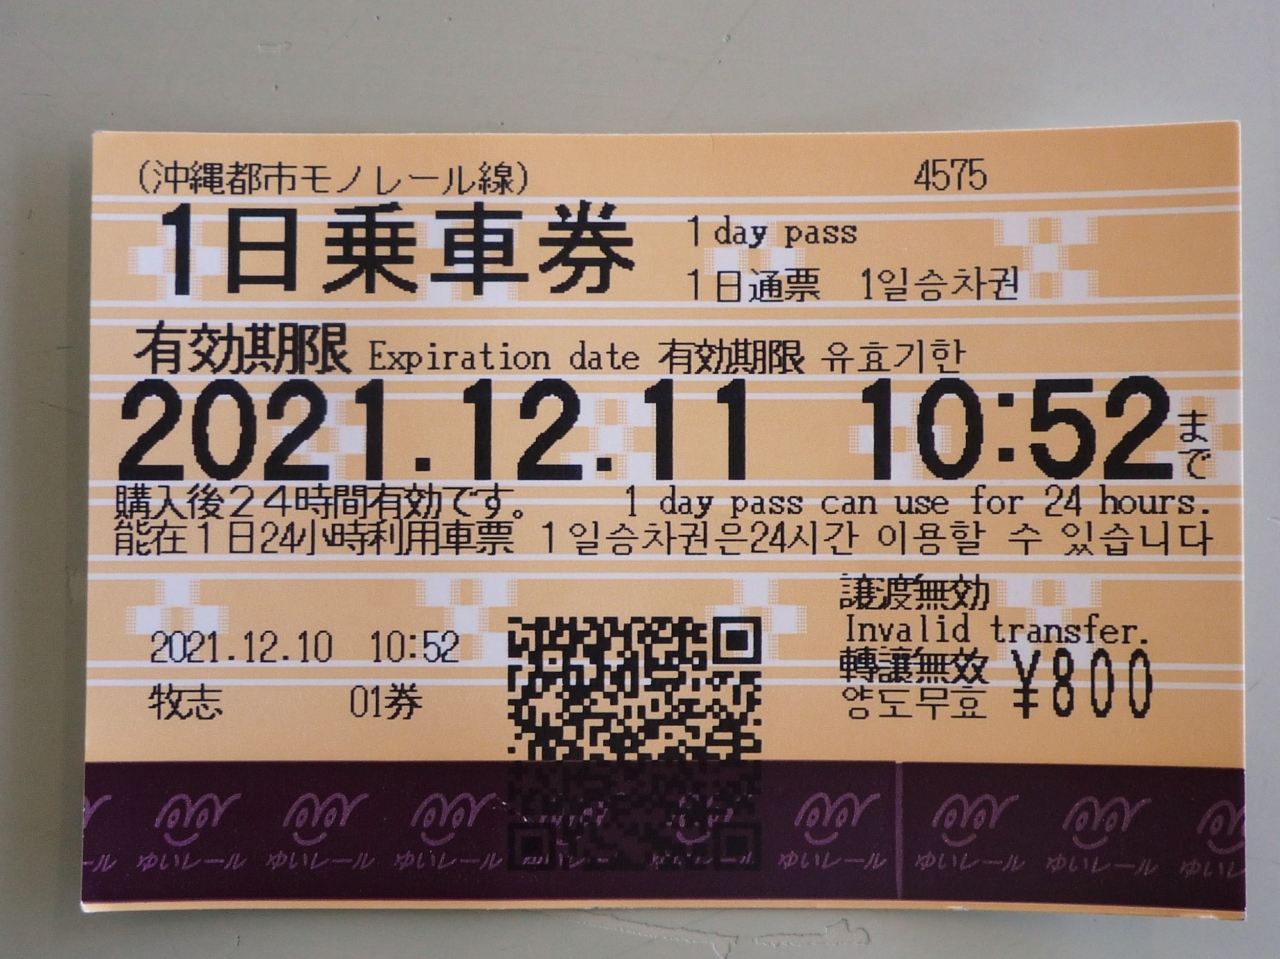 (沖縄都市モノレール線) 4575
1日乗車券
1 day pass
1日通票 1일승차권
有効期限 Expiration date 有効期限 유효기한
2021.12.11 10:52まで
購入後24時間有効です。 1 day pass can use for 24 hours.
能在1日24小時利用車票 1일승차권은24시간 이용할 수 있습니다
譲渡無効
Invalid transfer.
轉讓無效
양도무효
¥800
2021.12.10 10:52
牧志 01券
ゆいレール ゆいレール ゆいレール ゆいレール ゆいレール ゆいレール ゆいレール